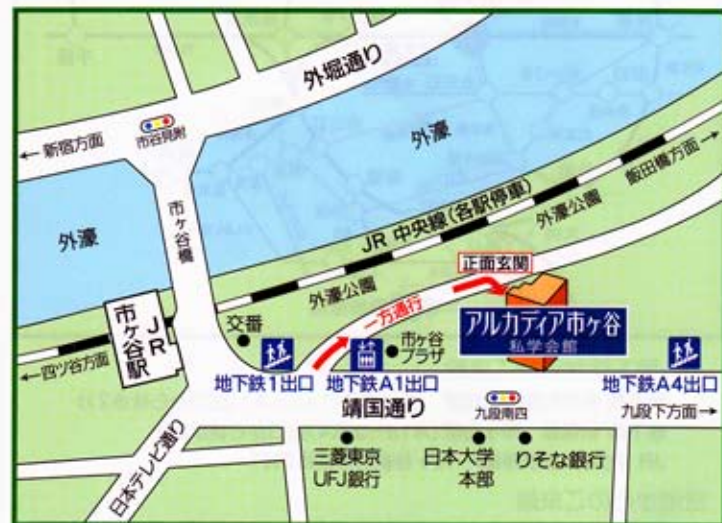 外堀通り
← 新宿方面
市谷見附
外濠
飯田橋方面 →
外濠
市ヶ谷橋
JR 中央線(各駅停車)
外濠公園
正面玄関
外濠公園
一方通行
アルカディア市ヶ谷
私学会館
JR
市ヶ谷駅
交番
市ヶ谷
プラザ
← 四ツ谷方面
地下鉄1出口
地下鉄A1出口
地下鉄A4出口
靖国通り
九段南四
九段下方面→
日本テレビ通り
三菱東京
UFJ銀行
日本大学
本部
りそな銀行